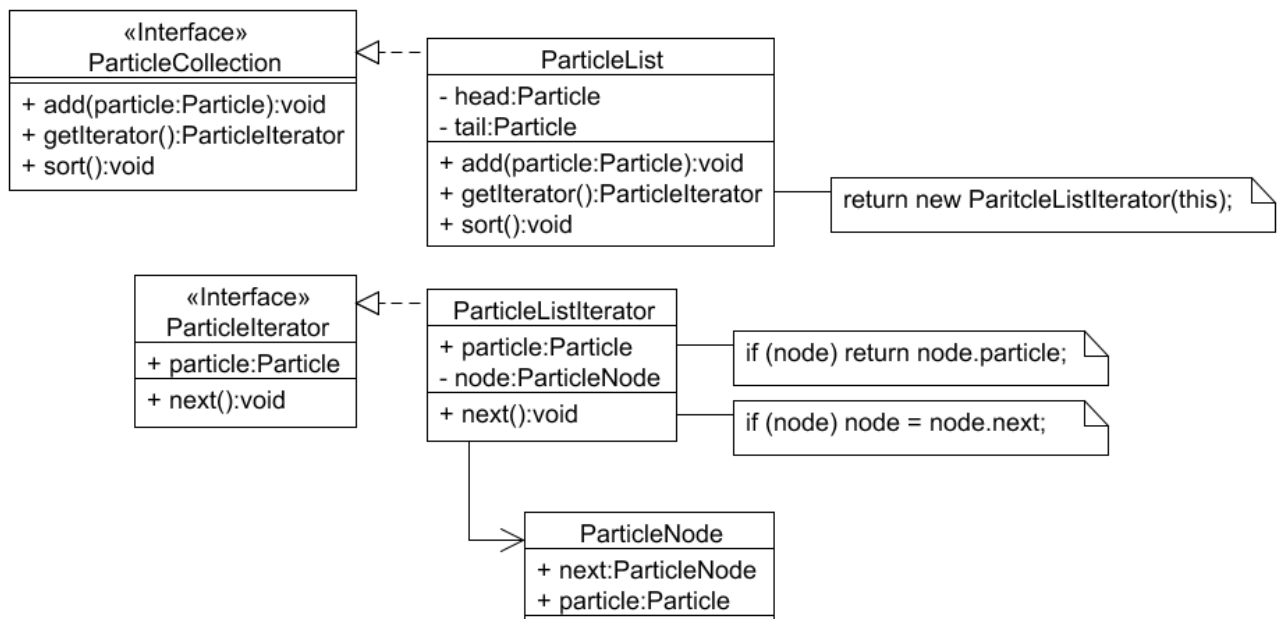 «Interface»
ParticleCollection
+ add(particle:Particle):void
+ getIterator():ParticleIterator
+ sort():void
ParticleList
- head:Particle
- tail:Particle
+ add(particle:Particle):void
+ getIterator():ParticleIterator
+ sort():void
return new ParitcleListIterator(this);
«Interface»
ParticleIterator
+ particle:Particle
+ next():void
ParticleListIterator
+ particle:Particle
- node:ParticleNode
+ next():void
if (node) return node.particle;
if (node) node = node.next;
ParticleNode
+ next:ParticleNode
+ particle:Particle